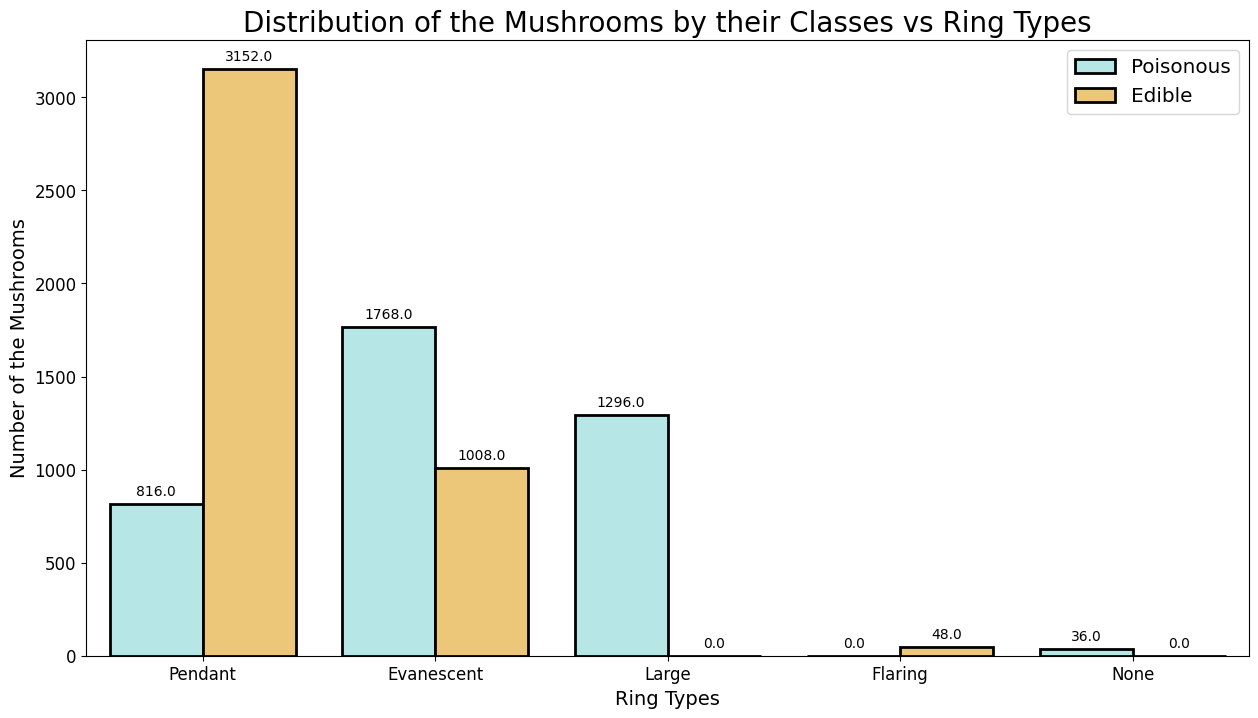 Distribution of the Mushrooms by their Classes vs Ring Types
Poisonous
Edible
Number of the Mushrooms
3000
2500
2000
1500
1000
500
0
816.0
3152.0
1768.0
1008.0
1296.0
0.0
0.0
48.0
36.0
0.0
Pendant
Evanescent
Large
Flaring
None
Ring Types